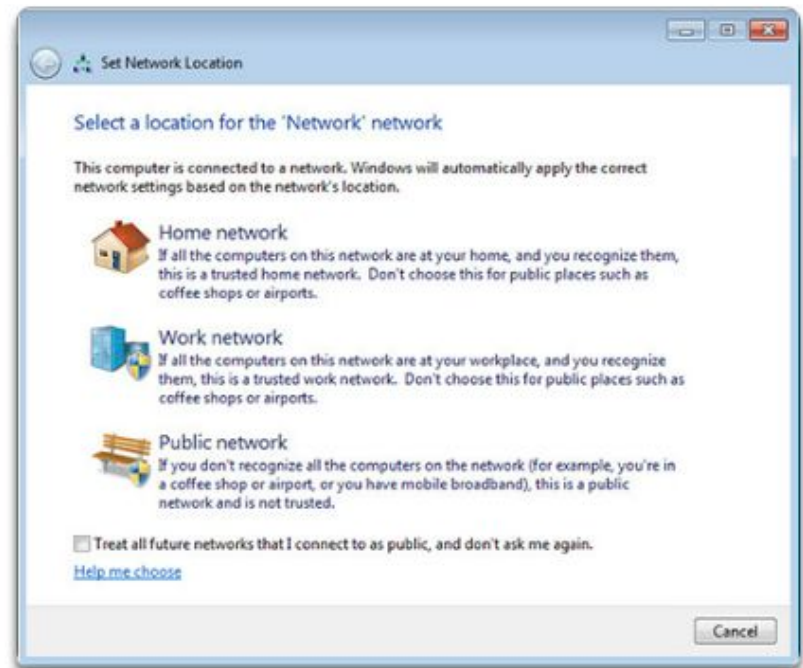 Set Network Location
Select a location for the 'Network' network
This computer is connected to a network. Windows will automatically apply the correct
network settings based on the network's location.
Home network
If all the computers on this network are at your home, and you recognize them,
this is a trusted home network.  Don't choose this for public places such as
coffee shops or airports.
Work network
If all the computers on this network are at your workplace, and you recognize
them, this is a trusted work network.  Don't choose this for public places such as
coffee shops or airports.
Public network
If you don't recognize all the computers on the network (for example, you're in
a coffee shop or airport, or you have mobile broadband), this is a public
network and is not trusted.
Treat all future networks that I connect to as public, and don't ask me again.
Help me choose
Cancel